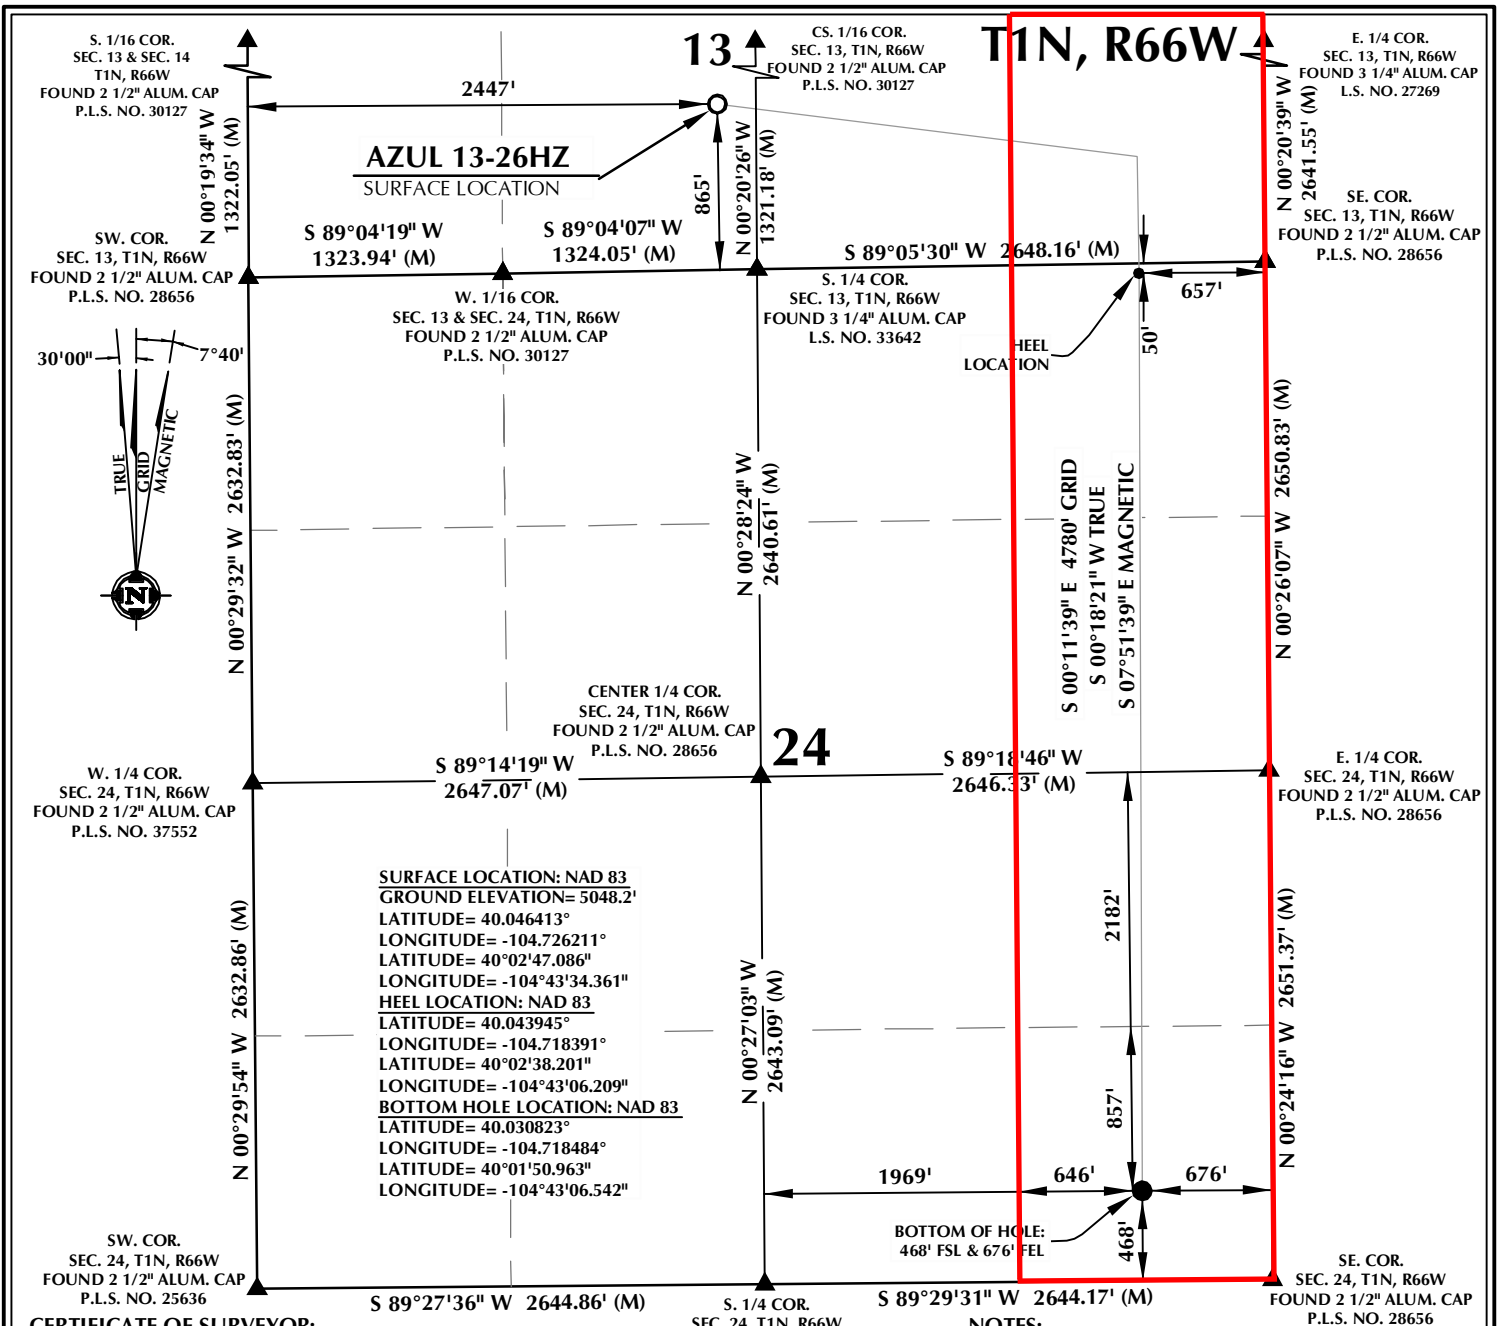 S. 1/16 COR.
SEC. 13 & SEC. 14
T1N, R66W
FOUND 2 1/2" ALUM. CAP
P.L.S. NO. 30127
13
CS. 1/16 COR.
SEC. 13, T1N, R66W
FOUND 2 1/2" ALUM. CAP
P.L.S. NO. 30127
T1N, R66W
E. 1/4 COR.
SEC. 13, T1N, R66W
FOUND 3 1/4" ALUM. CAP
L.S. NO. 27269
2447'
N 00°19'34" W
1322.05' (M)
AZUL 13-26HZ
SURFACE LOCATION
865'
N 00°20'26" W
1321.18' (M)
N 00°20'39" W
2641.55' (M)
SW. COR.
SEC. 13, T1N, R66W
FOUND 2 1/2" ALUM. CAP
P.L.S. NO. 28656
S 89°04'19" W
1323.94' (M)
S 89°04'07" W
1324.05' (M)
S 89°05'30" W 2648.16' (M)
SE. COR.
SEC. 13, T1N, R66W
FOUND 2 1/2" ALUM. CAP
P.L.S. NO. 28656
W. 1/16 COR.
SEC. 13 & SEC. 24, T1N, R66W
FOUND 2 1/2" ALUM. CAP
P.L.S. NO. 30127
S. 1/4 COR.
SEC. 13, T1N, R66W
FOUND 3 1/4" ALUM. CAP
L.S. NO. 33642
657'
50'
HEEL
LOCATION
30'00"
7°40'
TRUE
GRID
MAGNETIC
N
N 00°29'32" W 2632.83' (M)
N 00°28'24" W
2640.61' (M)
S 00°11'39" E 4780' GRID
S 00°18'21" W TRUE
S 07°51'39" E MAGNETIC
N 00°26'07" W 2650.83' (M)
CENTER 1/4 COR.
SEC. 24, T1N, R66W
FOUND 2 1/2" ALUM. CAP
P.L.S. NO. 28656
24
W. 1/4 COR.
SEC. 24, T1N, R66W
FOUND 2 1/2" ALUM. CAP
P.L.S. NO. 37552
S 89°14'19" W
2647.07' (M)
S 89°18'46" W
2646.33' (M)
E. 1/4 COR.
SEC. 24, T1N, R66W
FOUND 2 1/2" ALUM. CAP
P.L.S. NO. 28656
SURFACE LOCATION: NAD 83
GROUND ELEVATION= 5048.2'
LATITUDE= 40.046413°
LONGITUDE= -104.726211°
LATITUDE= 40°02'47.086"
LONGITUDE= -104°43'34.361"
HEEL LOCATION: NAD 83
LATITUDE= 40.043945°
LONGITUDE= -104.718391°
LATITUDE= 40°02'38.201"
LONGITUDE= -104°43'06.209"
BOTTOM HOLE LOCATION: NAD 83
LATITUDE= 40.030823°
LONGITUDE= -104.718484°
LATITUDE= 40°01'50.963"
LONGITUDE= -104°43'06.542"
N 00°29'54" W 2632.86' (M)
N 00°27'03" W
2643.09' (M)
2182'
857'
N 00°24'16" W 2651.37' (M)
1969'
646'
676'
BOTTOM OF HOLE:
468' FSL & 676' FEL
468'
SW. COR.
SEC. 24, T1N, R66W
FOUND 2 1/2" ALUM. CAP
P.L.S. NO. 25636
S 89°27'36" W 2644.86' (M)
S. 1/4 COR.
SEC. 24, T1N, R66W
S 89°29'31" W 2644.17' (M)
SE. COR.
SEC. 24, T1N, R66W
FOUND 2 1/2" ALUM. CAP
P.L.S. NO. 28656
CERTIFICATE OF SURVEYOR:
NOTES: